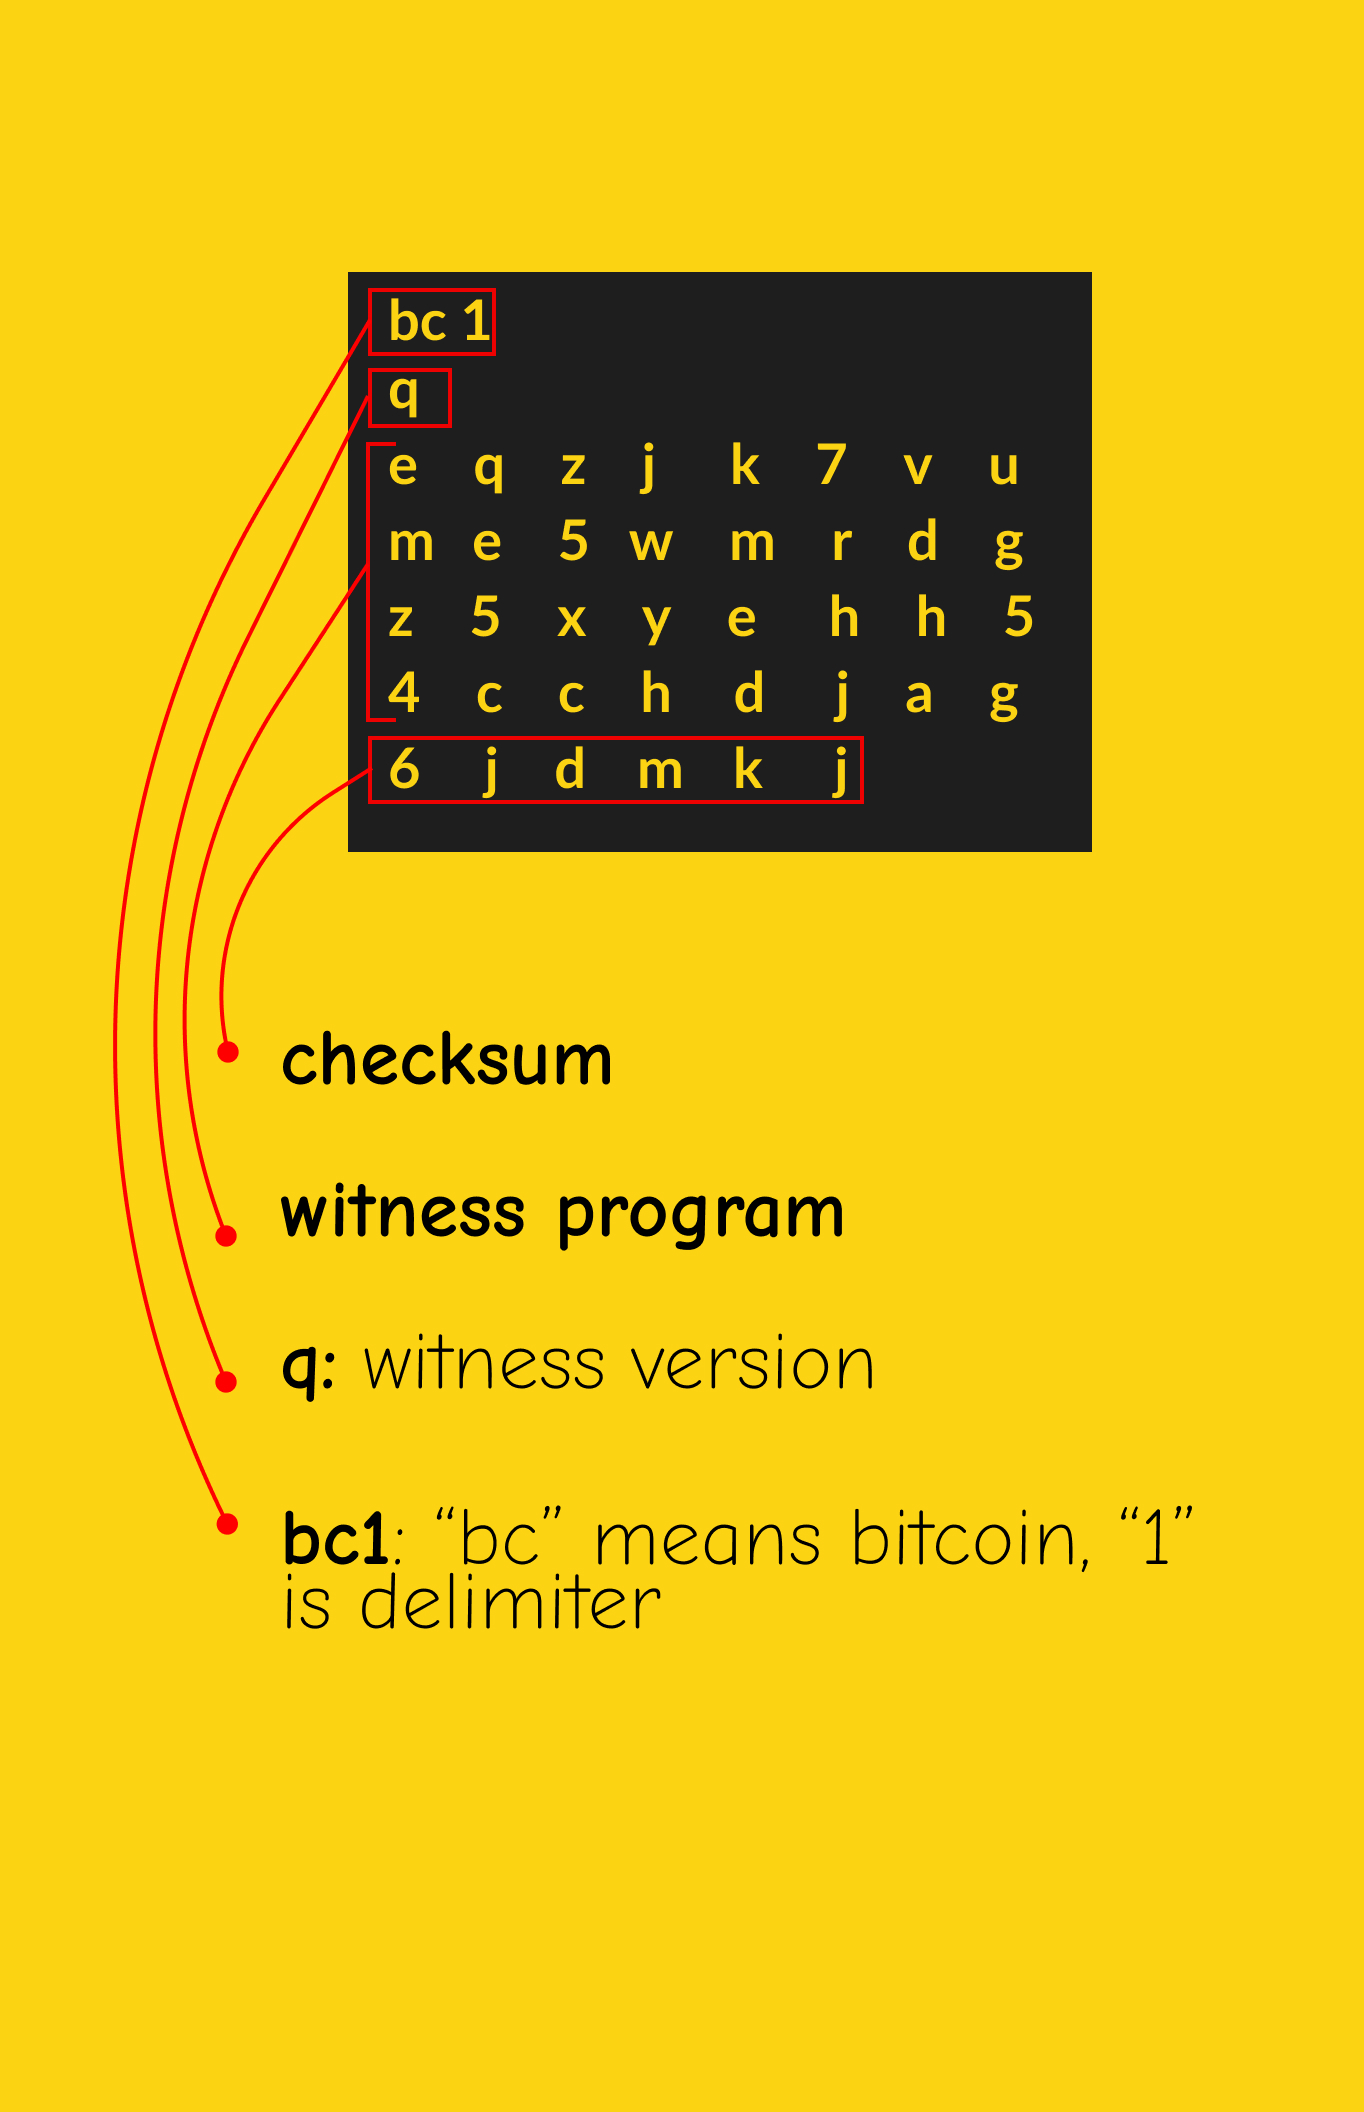 bc 1
q
e q z j k 7 v u
m e 5 w m r d g
z 5 x y e h h 5
4 c c h d j a g
6 j d m k j
checksum
witness program
q: witness version
bc1: “bc” means bitcoin, “1”
is delimiter